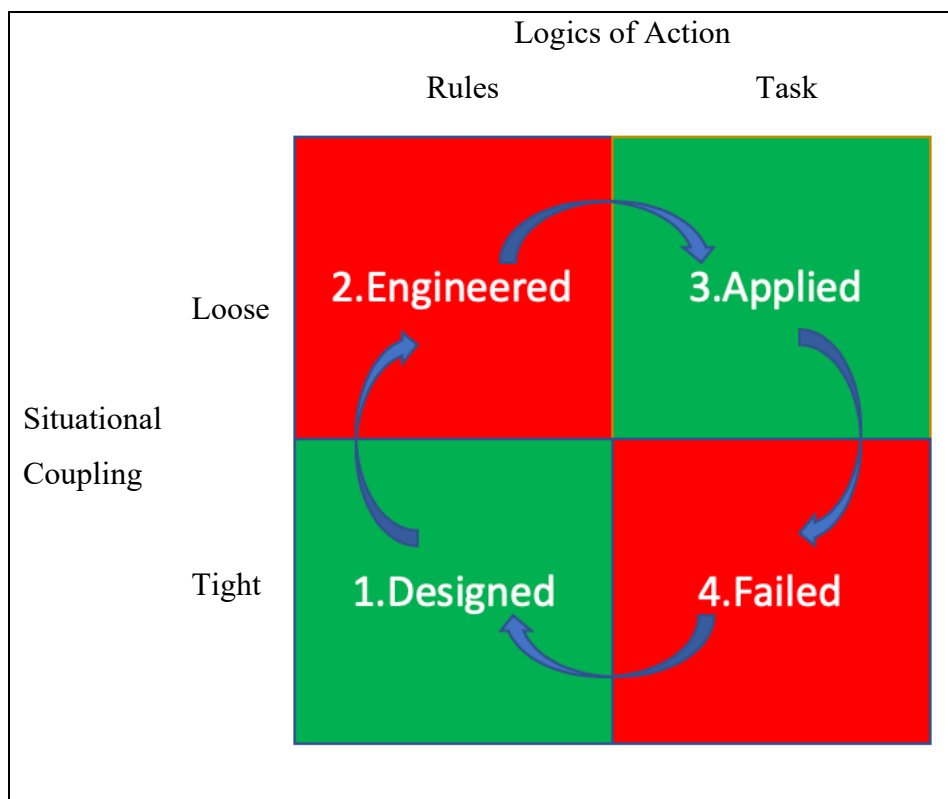 Logics of Action
Rules Task
2.Engineered 3.Applied
Loose
Situational
Coupling
Tight
1.Designed 4.Failed